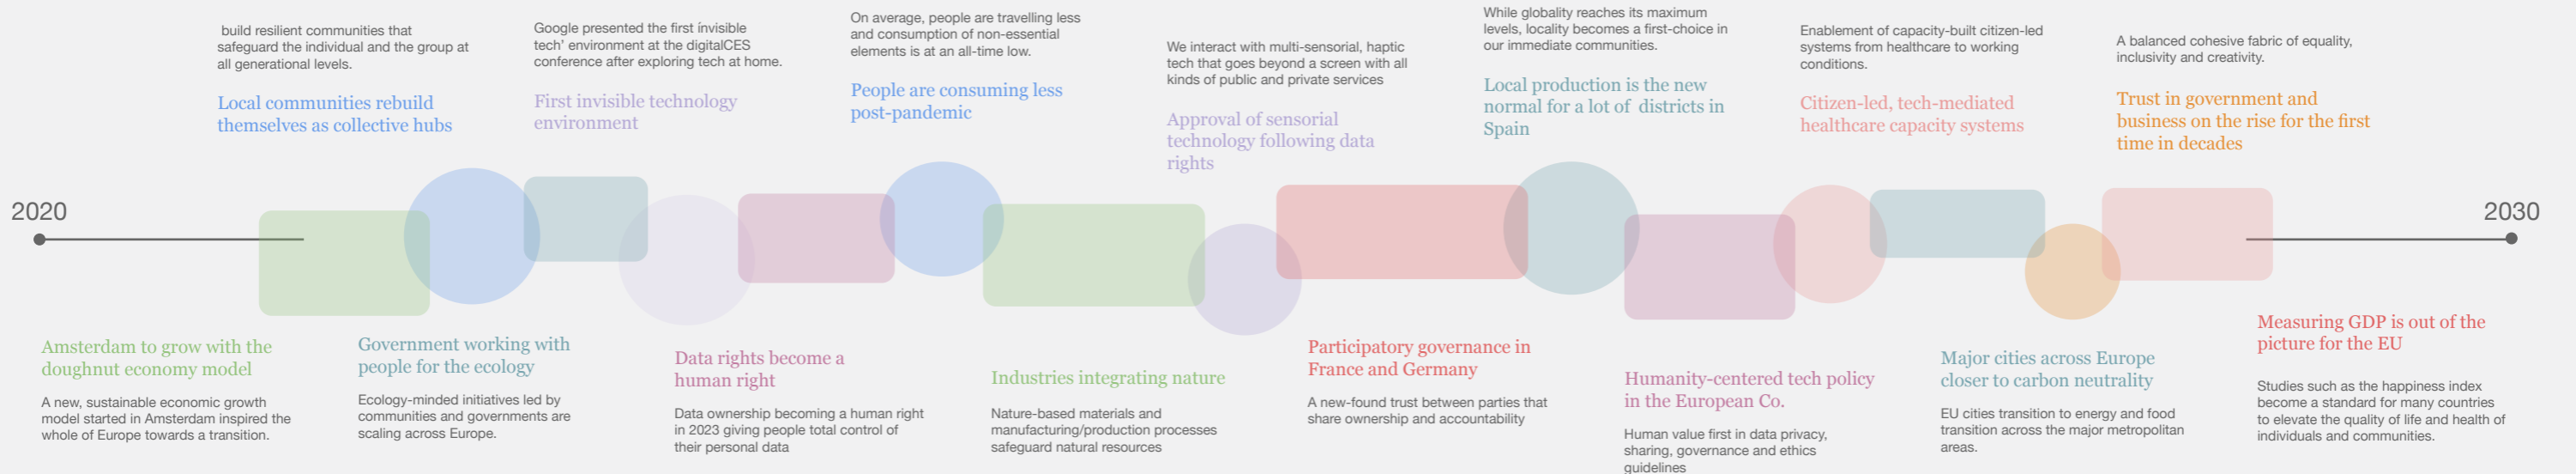 2020
build resilient communities that
safeguard the individual and the group at
all generational levels.
Local communities rebuild
themselves as collective hubs
Google presented the first ínvisible
tech’ environment at the digitalCES
conference after exploring tech at home.
First invisible technology
environment
On average, people are travelling less
and consumption of non-essential
elements is at an all-time low.
People are consuming less
post-pandemic
We interact with multi-sensorial, haptic
tech that goes beyond a screen with all
kinds of public and private services
Approval of sensorial
technology following data
rights
While globality reaches its maximum
levels, locality becomes a first-choice in
our immediate communities.
Local production is the new
normal for a lot of districts in
Spain
Enablement of capacity-built citizen-led
systems from healthcare to working
conditions.
Citizen-led, tech-mediated
healthcare capacity systems
A balanced cohesive fabric of equality,
inclusivity and creativity.
Trust in government and
business on the rise for the first
time in decades
2030
Amsterdam to grow with the
doughnut economy model
A new, sustainable economic growth
model started in Amsterdam inspired the
whole of Europe towards a transition.
Government working with
people for the ecology
Ecology-minded initiatives led by
communities and governments are
scaling across Europe.
Data rights become a
human right
Data ownership becoming a human right
in 2023 giving people total control of
their personal data
Industries integrating nature
Nature-based materials and
manufacturing/production processes
safeguard natural resources
Participatory governance in
France and Germany
A new-found trust between parties that
share ownership and accountability
Humanity-centered tech policy
in the European Co.
Human value first in data privacy,
sharing, governance and ethics
guidelines
Major cities across Europe
closer to carbon neutrality
EU cities transition to energy and food
transition across the major metropolitan
areas.
Measuring GDP is out of the
picture for the EU
Studies such as the happiness index
become a standard for many countries
to elevate the quality of life and health of
individuals and communities.